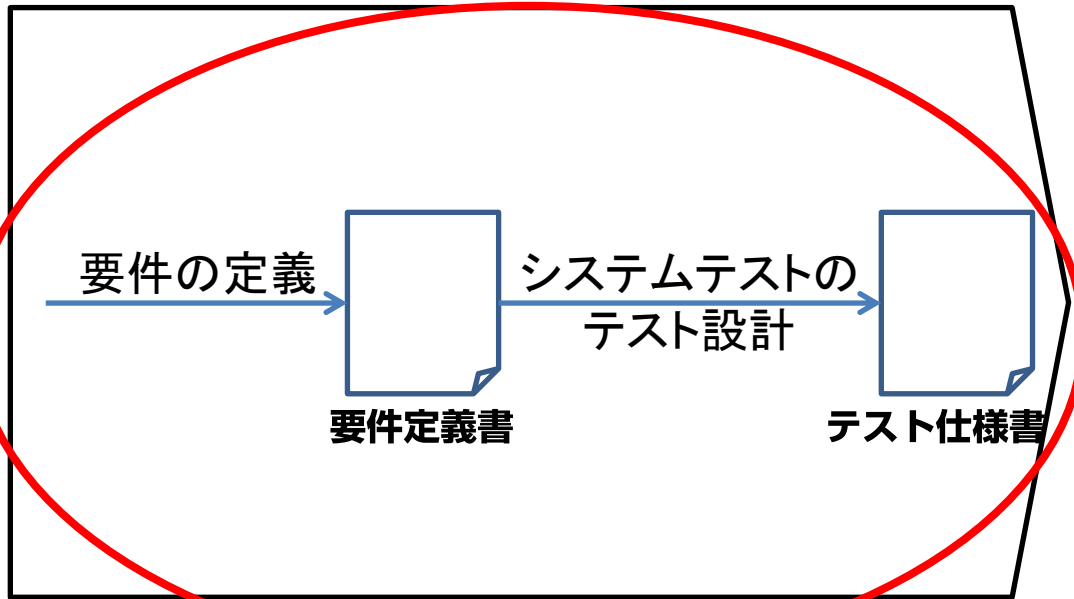 要件の定義
システムテストの
テスト設計
要件定義書
テスト仕様書